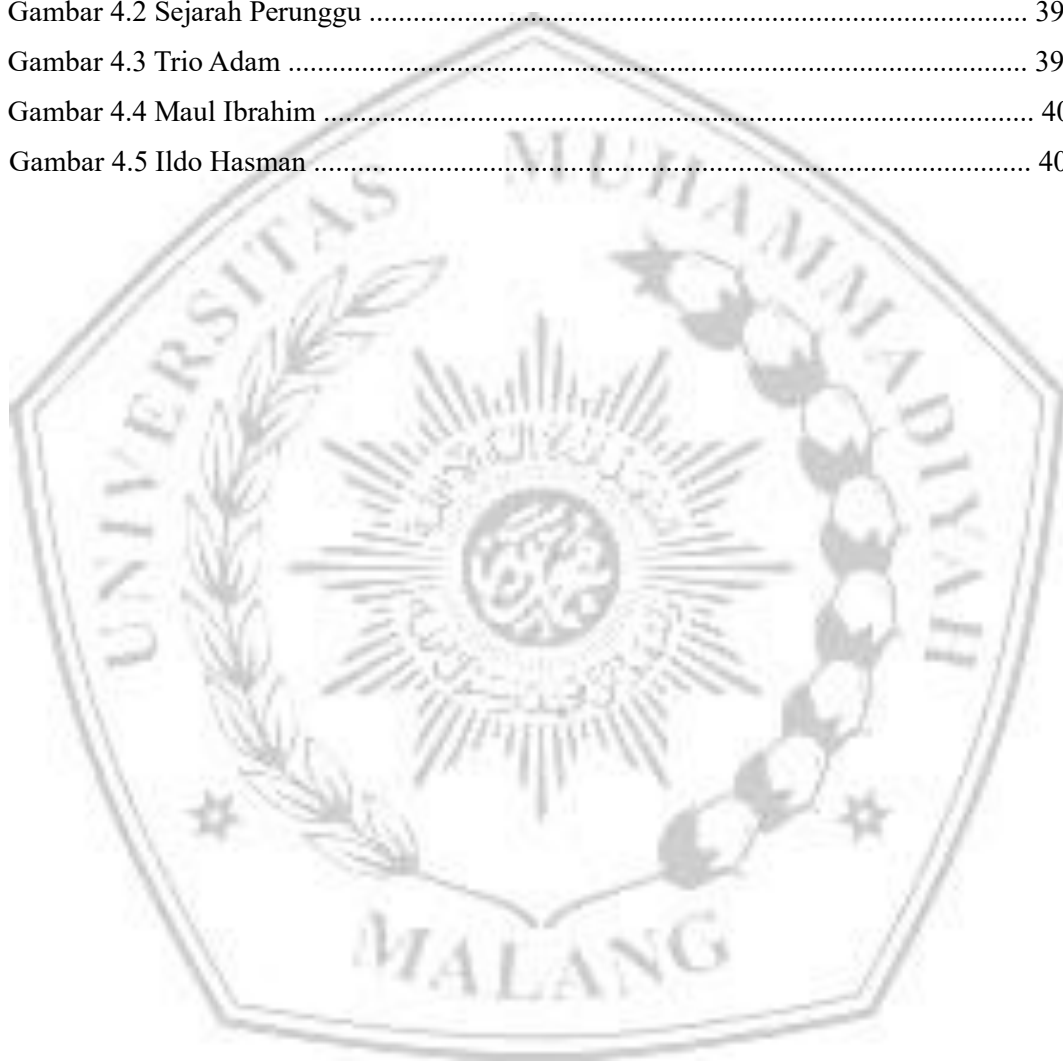 Gambar 4.2 Sejarah Perunggu ........................................................................................ 39
Gambar 4.3 Trio Adam ................................................................................................... 39
Gambar 4.4 Maul Ibrahim .............................................................................................. 40
Gambar 4.5 Ildo Hasman ................................................................................................ 40
UNIVERSITAS MUHAMMADIYAH
MALANG